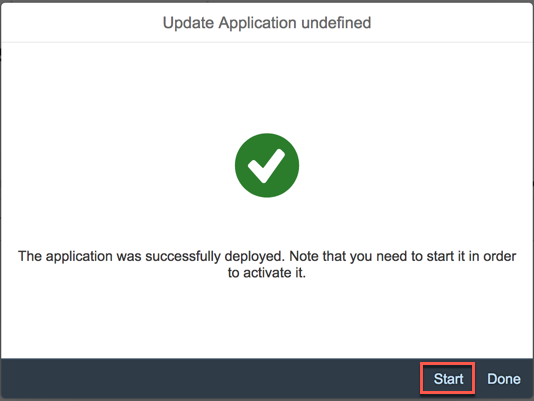 Update Application undefined
The application was successfully deployed. Note that you need to start it in order
to activate it.
Start Done